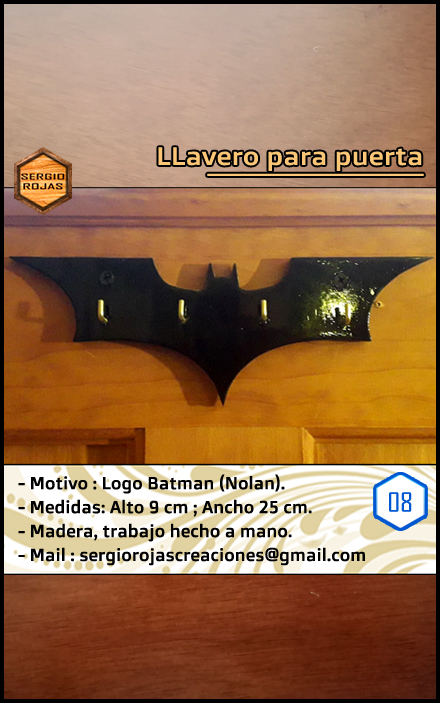 LLavero para puerta
SERGIO
ROJAS
- Motivo : Logo Batman (Nolan).
- Medidas: Alto 9 cm ; Ancho 25 cm.
08
- Madera, trabajo hecho a mano.
- Mail : sergiorojascreaciones@gmail.com